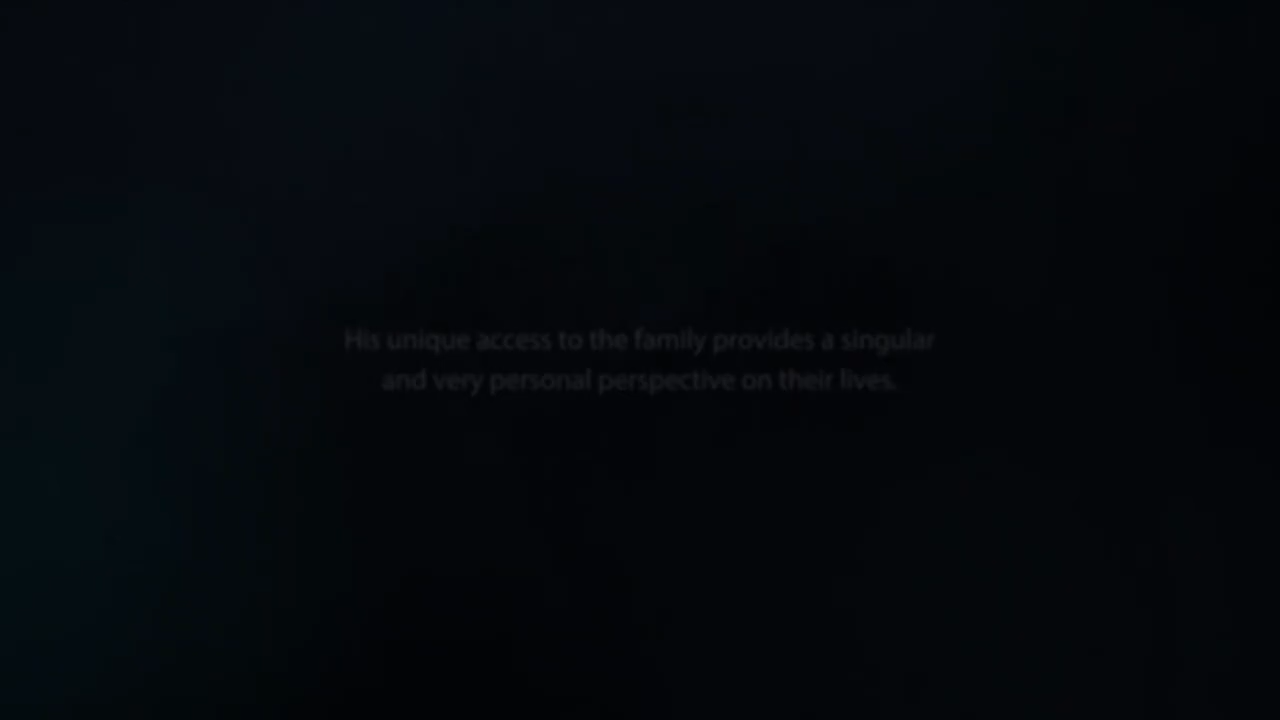 His unique access to the family provides a singular
and very personal perspective on their lives.